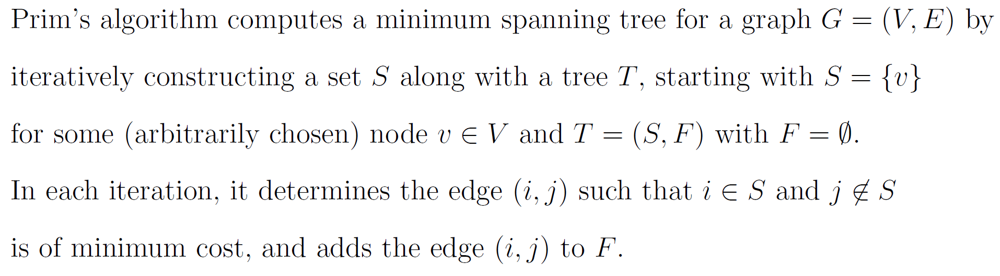 Prim's algorithm computes a minimum spanning tree for a graph G = (V, E) by
iteratively constructing a set S along with a tree T, starting with S = {v}
for some (arbitrarily chosen) node v ∈ V and T = (S, F) with F = ∅.
In each iteration, it determines the edge (i, j) such that i ∈ S and j ∉ S
is of minimum cost, and adds the edge (i, j) to F.